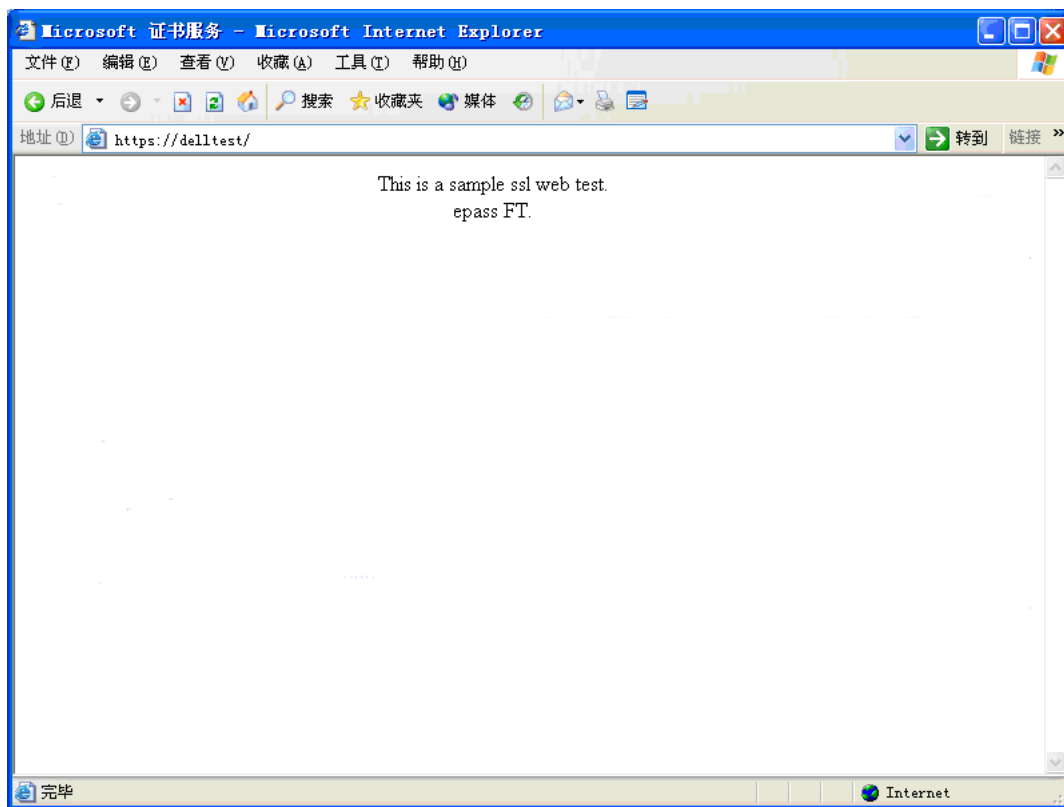 Microsoft 证书服务 - Microsoft Internet Explorer
文件(F) 编辑(E) 查看(V) 收藏(A) 工具(T) 帮助(H)
后退 搜索 收藏夹 媒体
地址(D) https://delltest/ 转到 链接 »
This is a sample ssl web test.
epass FT.
完毕 Internet